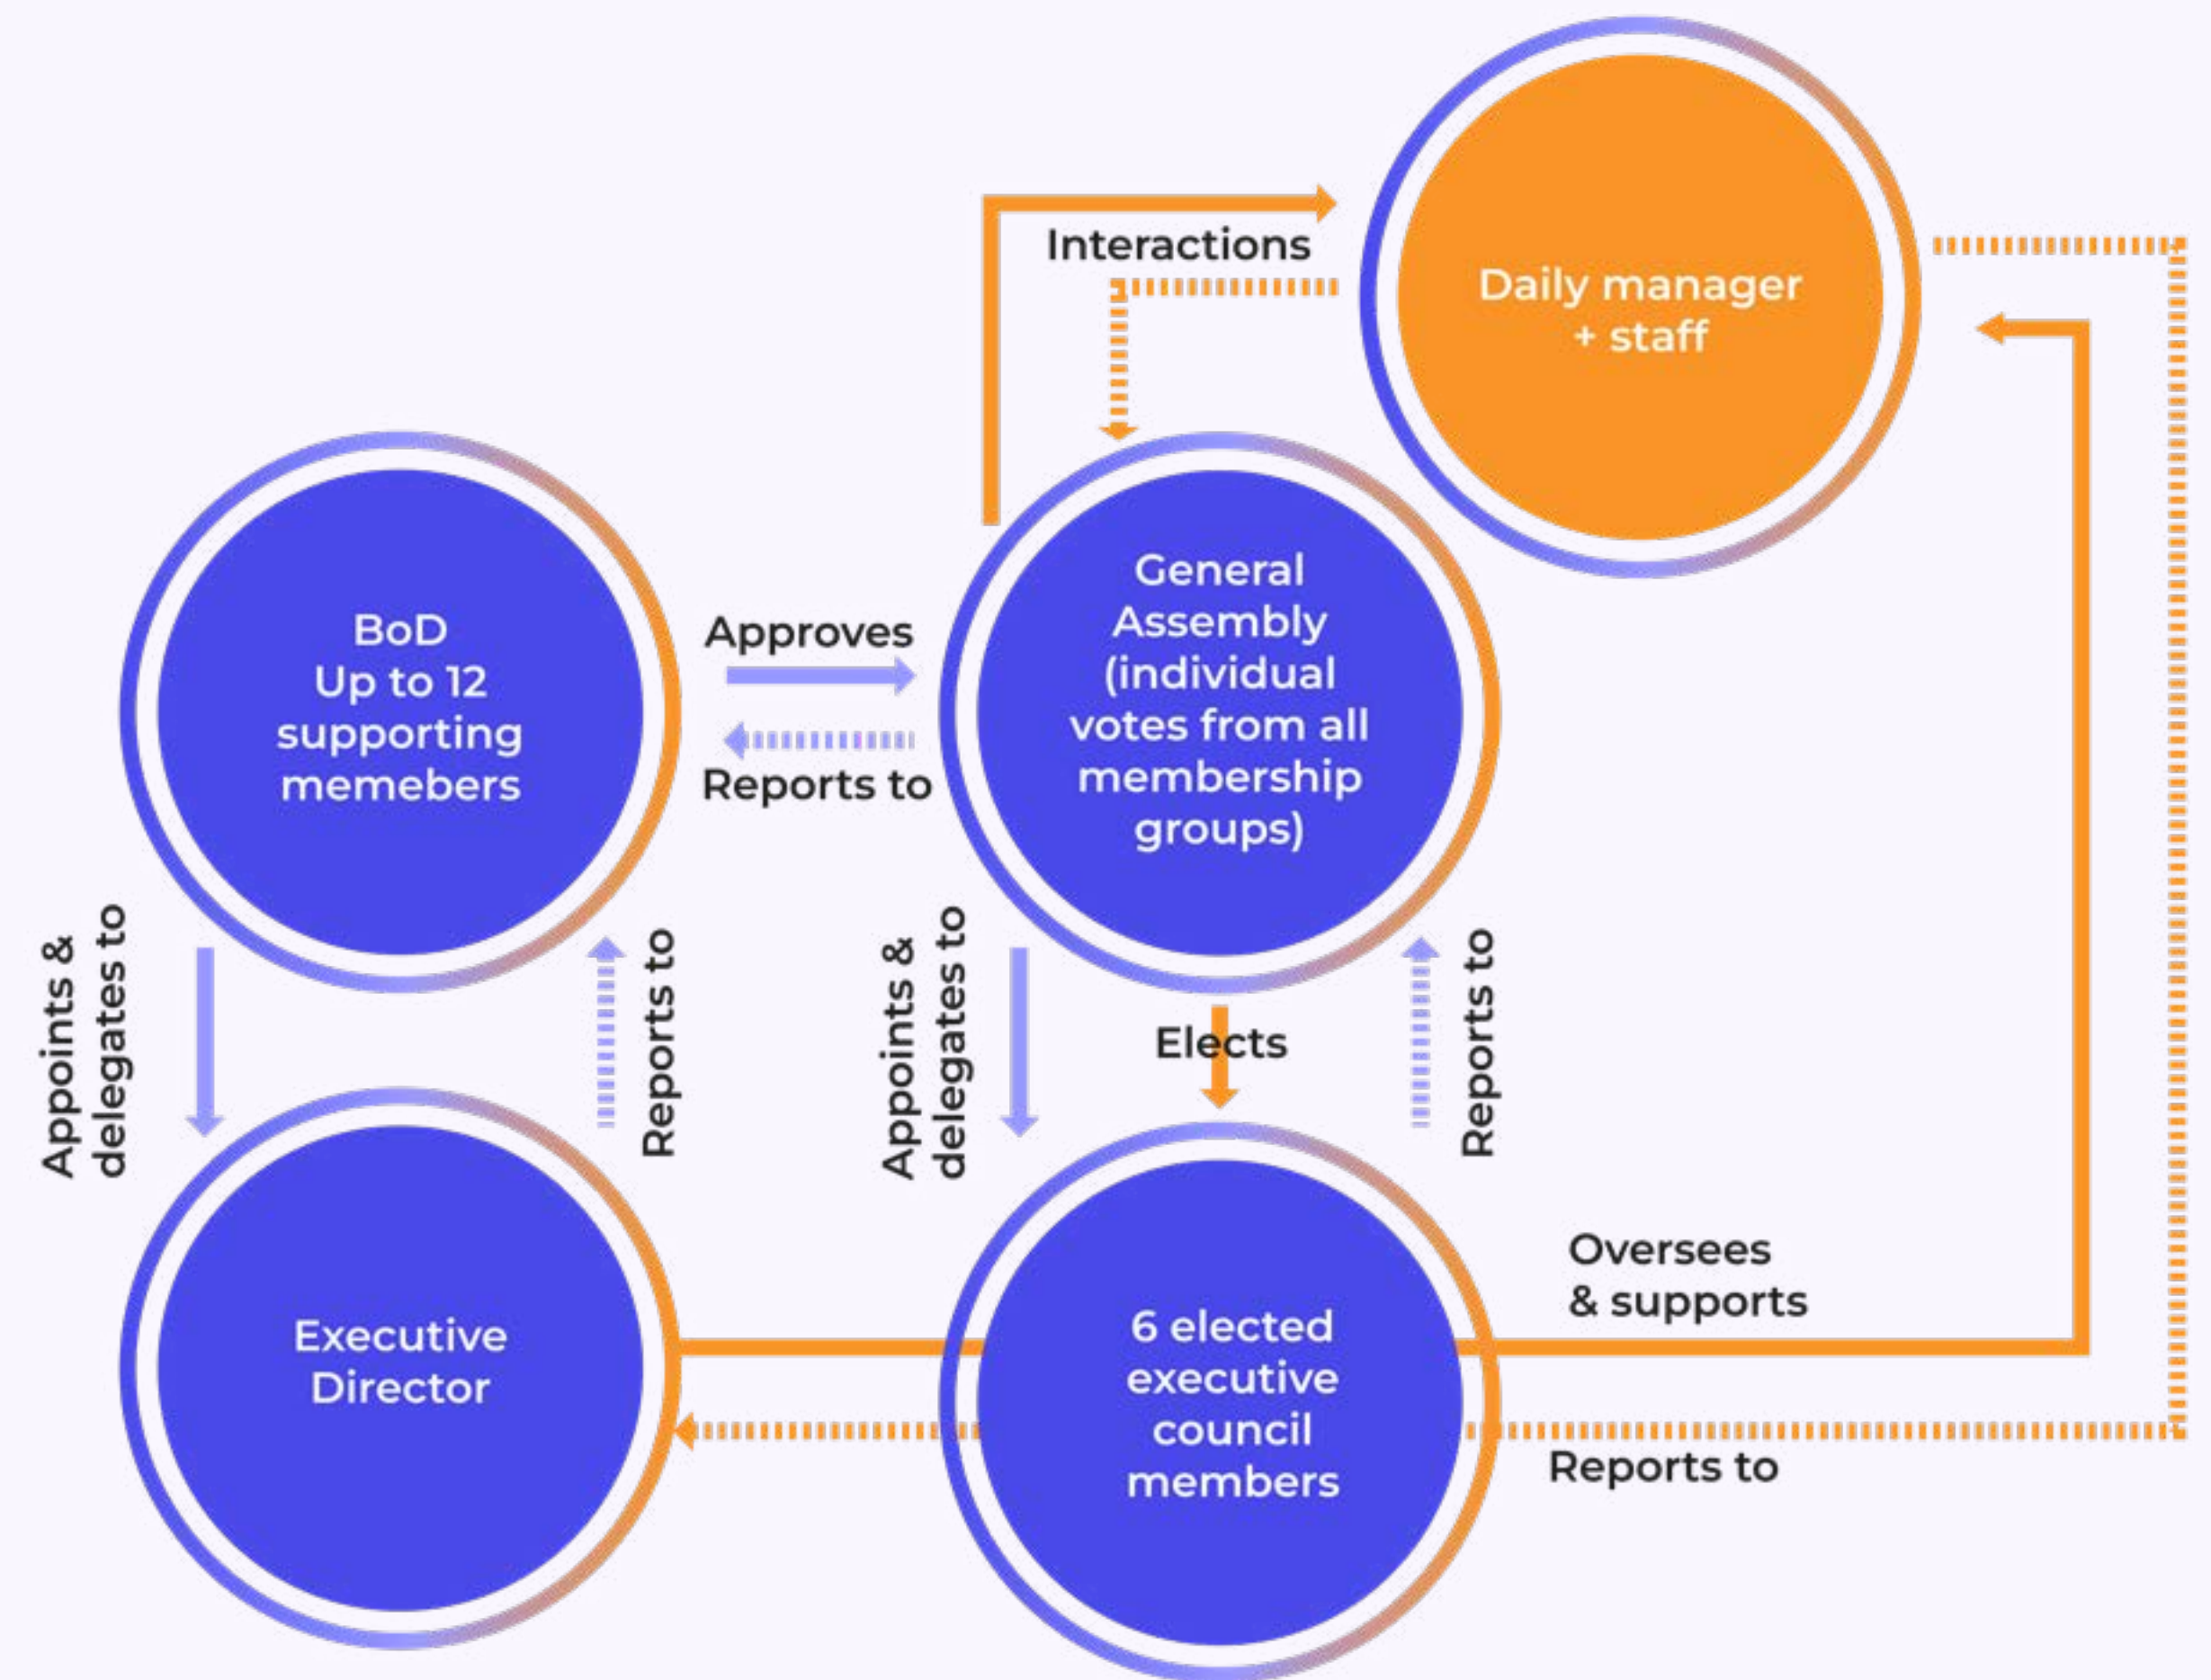 Interactions
Daily manager
+ staff
BoD
Up to 12
supporting
memebers
Approves
Reports to
General
Assembly
(individual
votes from all
membership
groups)
Appoints &
delegates to
Reports to
Appoints &
delegates to
Elects
Reports to
Executive
Director
6 elected
executive
council
members
Oversees
& supports
Reports to